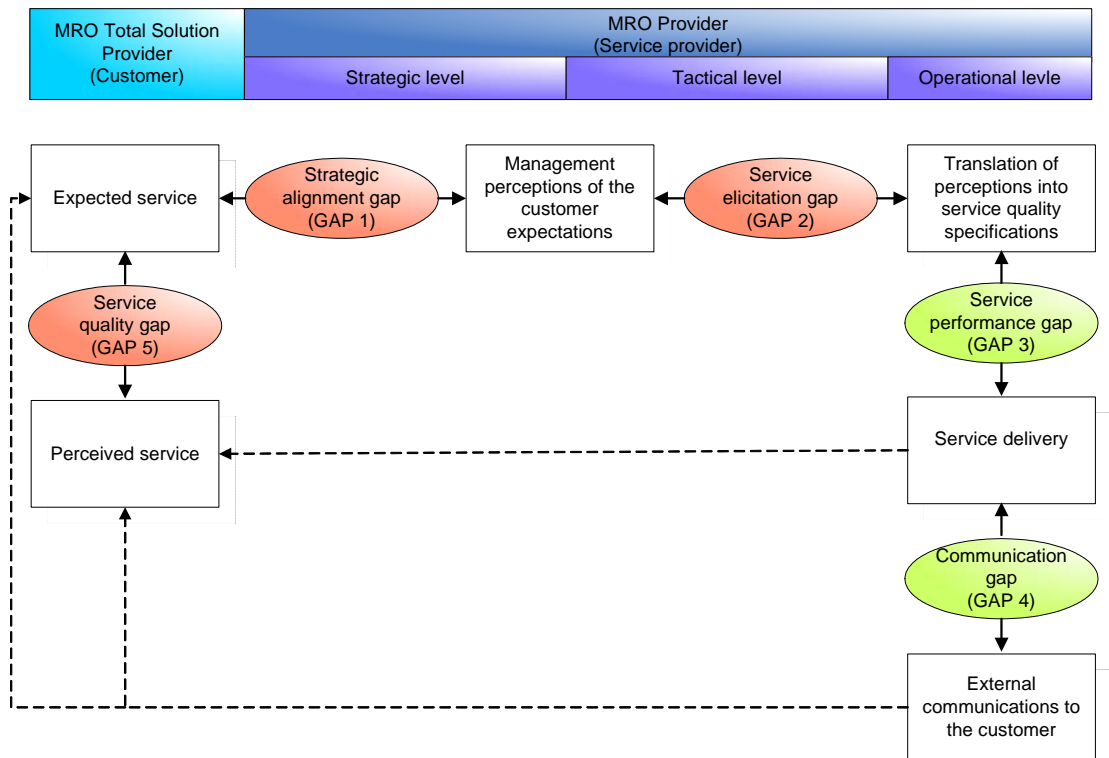 MRO Total Solution
Provider
(Customer)
MRO Provider
(Service provider)
Strategic level
Tactical level
Operational levle
Expected service
Strategic
alignment gap
(GAP 1)
Management
perceptions of the
customer
expectations
Service
elicitation gap
(GAP 2)
Translation of
perceptions into
service quality
specifications
Service
quality gap
(GAP 5)
Service
performance gap
(GAP 3)
Perceived service
Service delivery
Communication
gap
(GAP 4)
External
communications to
the customer